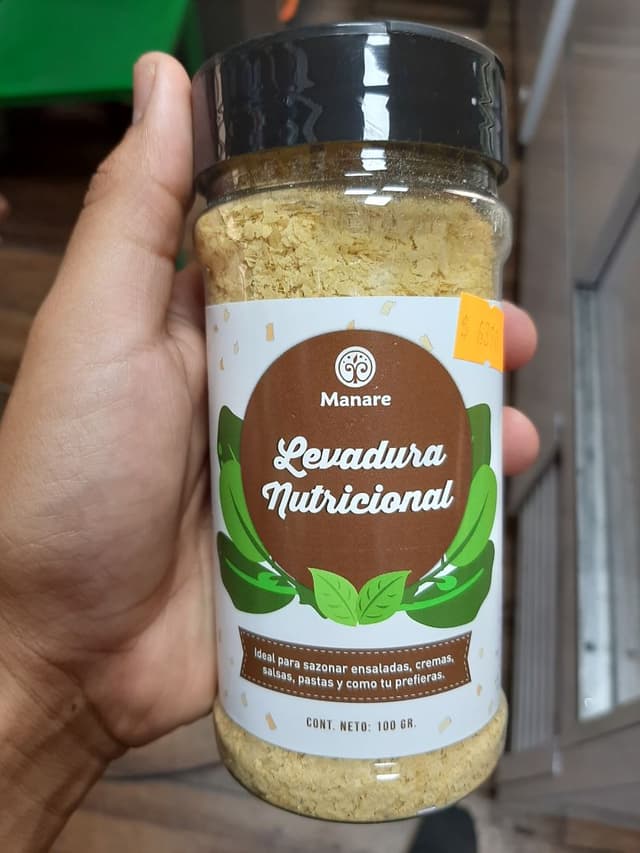 Manare
Levadura
Nutricional
Ideal para sazonar ensaladas, cremas,
salsas, pastas y como tu prefieras.
CONT. NETO: 100 GR.